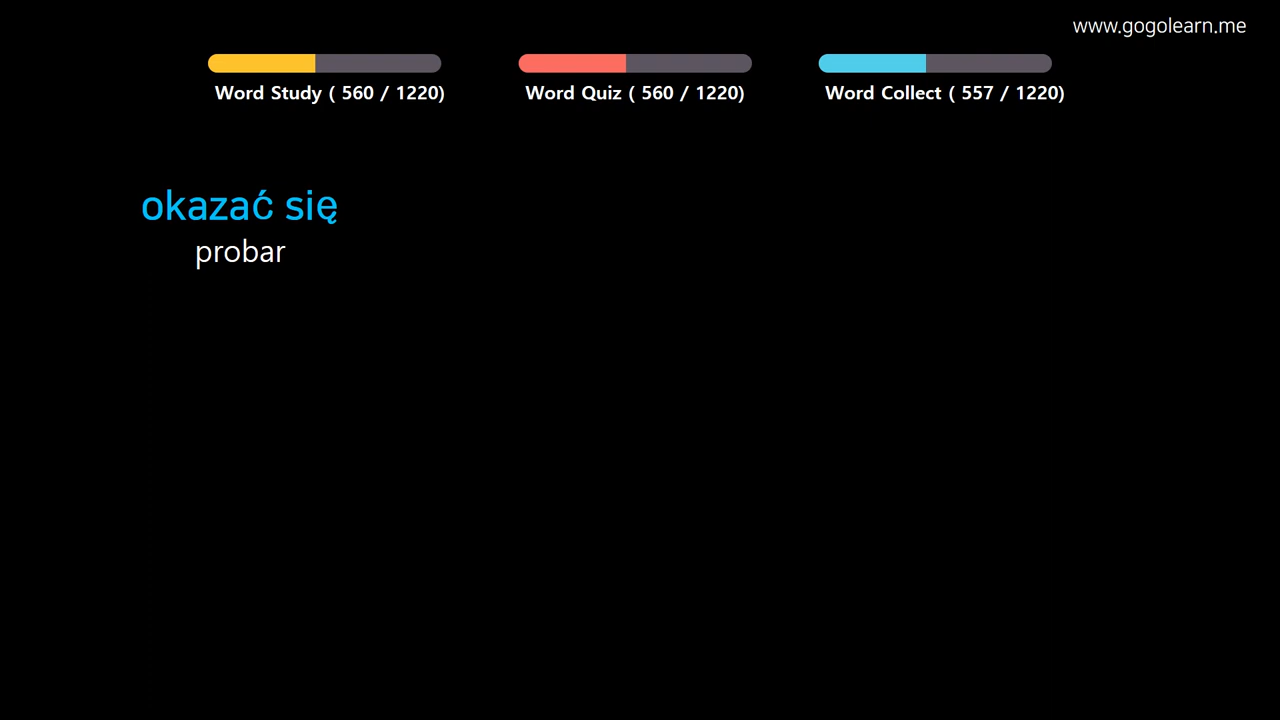 www.gogolearn.me
Word Study ( 560 / 1220)
Word Quiz ( 560 / 1220)
Word Collect ( 557 / 1220)
okazać się
probar